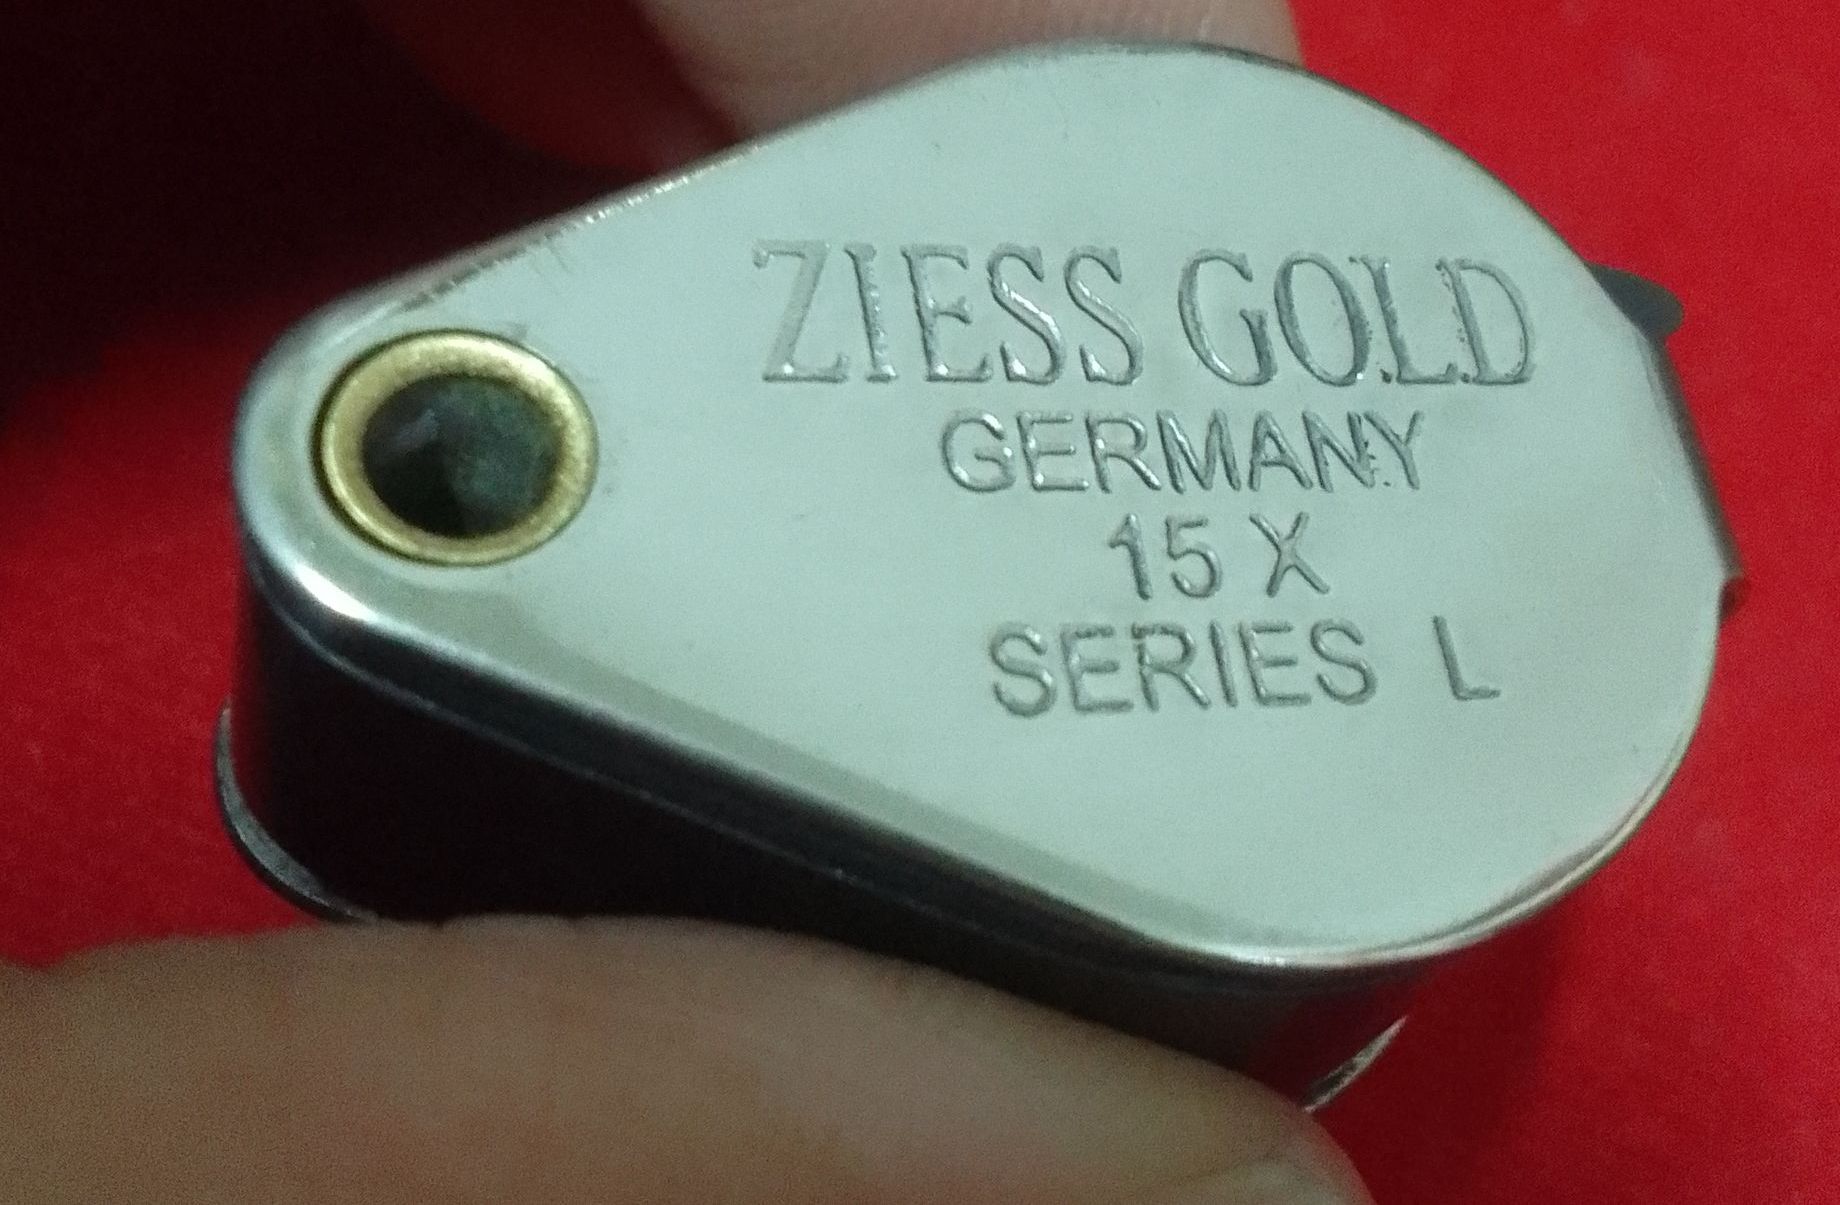 ZIESS GOLD
GERMANY
15 X
SERIES L